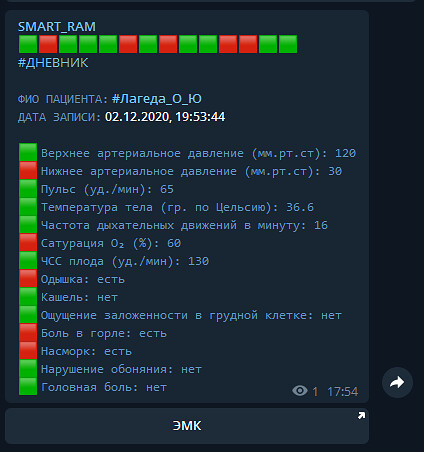 SMART_RAM
#ДНЕВНИК
ФИО ПАЦИЕНТА: #Лагеда_О_Ю
ДАТА ЗАПИСИ: 02.12.2020, 19:53:44
Верхнее артериальное давление (мм.рт.ст): 120
Нижнее артериальное давление (мм.рт.ст): 30
Пульс (уд./мин): 65
Температура тела (гр. по Цельсию): 36.6
Частота дыхательных движений в минуту: 16
Сатурация O₂ (%): 60
ЧСС плода (уд./мин): 130
Одышка: есть
Кашель: нет
Ощущение заложенности в грудной клетке: нет
Боль в горле: есть
Насморк: есть
Нарушение обоняния: нет
Головная боль: нет
1 17:54
ЭМК